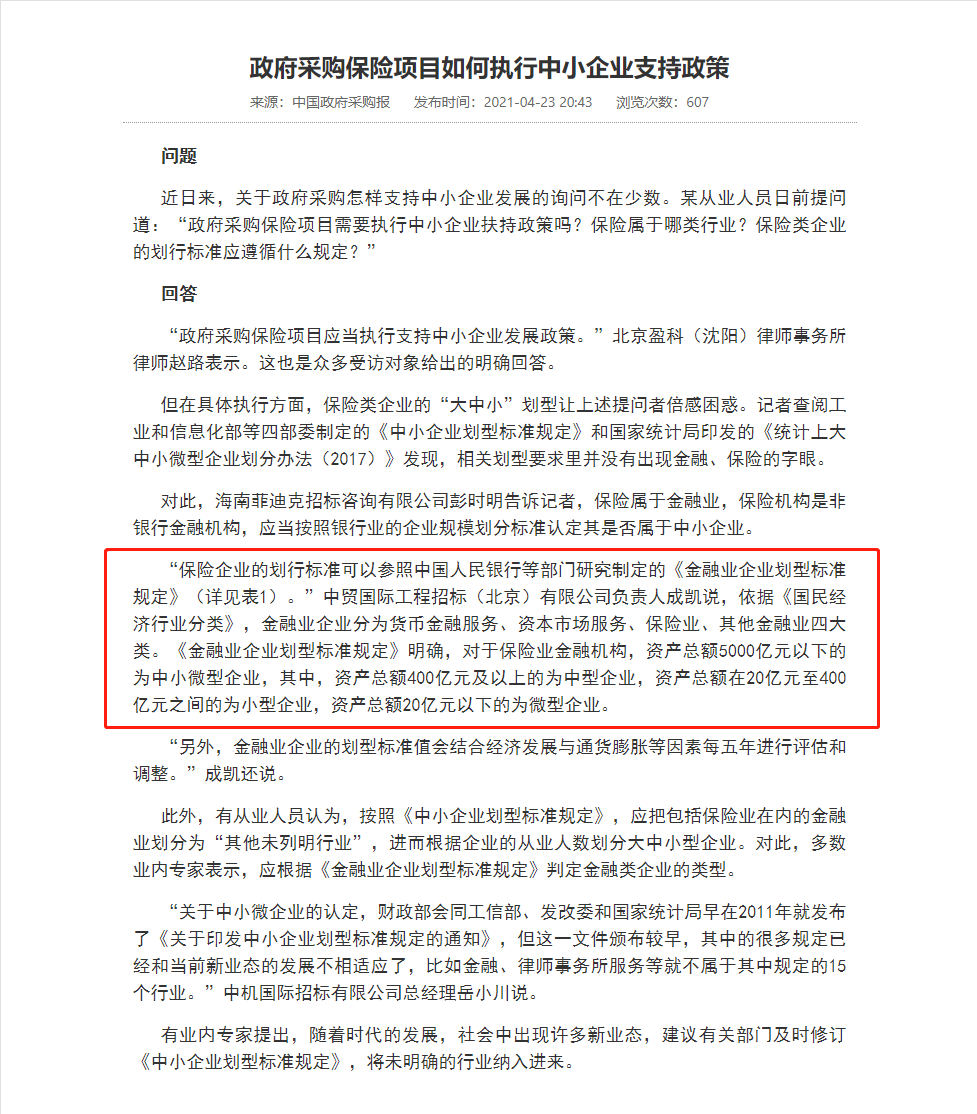 政府采购保险项目如何执行中小企业支持政策
来源：中国政府采购报 发布时间：2021-04-23 20:43 浏览次数：607
问题
近日来，关于政府采购怎样支持中小企业发展的询问不在少数。某从业人员日前提问
道：“政府采购保险项目需要执行中小企业扶持政策吗？保险属于哪类行业？保险类企业
的划行标准应遵循什么规定？”
回答
“政府采购保险项目应当执行支持中小企业发展政策。”北京盈科（沈阳）律师事务所
律师赵路表示。这也是众多受访对象给出的明确回答。
但在具体执行方面，保险类企业的“大中小”划型让上述提问者倍感困惑。记者查阅工
业和信息化部等四部委制定的《中小企业划型标准规定》和国家统计局印发的《统计上大
中小微型企业划分办法（2017）》发现，相关划型要求里并没有出现金融、保险的字眼。
对此，海南菲迪克招标咨询有限公司彭时明告诉记者，保险属于金融业，保险机构是非
银行金融机构，应当按照银行业的企业规模划分标准认定其是否属于中小企业。
“保险企业的划行标准可以参照中国人民银行等部门研究制定的《金融业企业划型标准
规定》（详见表1）。”中贸国际工程招标（北京）有限公司负责人成凯说，依据《国民经
济行业分类》，金融业企业分为货币金融服务、资本市场服务、保险业、其他金融业四大
类。《金融业企业划型标准规定》明确，对于保险业金融机构，资产总额5000亿元以下的
为中小微型企业，其中，资产总额400亿元及以上的为中型企业，资产总额在20亿元至400
亿元之间的为小型企业，资产总额20亿元以下的为微型企业。
“另外，金融业企业的划型标准值会结合经济发展与通货膨胀等因素每五年进行评估和
调整。”成凯还说。
此外，有从业人员认为，按照《中小企业划型标准规定》，应把包括保险业在内的金融
业划分为“其他未列明行业”，进而根据企业的从业人数划分大中小型企业。对此，多数
业内专家表示，应根据《金融业企业划型标准规定》判定金融类企业的类型。
“关于中小微企业的认定，财政部会同工信部、发改委和国家统计局早在2011年就发布
了《关于印发中小企业划型标准规定的通知》，但这一文件颁布较早，其中的很多规定已
经和当前新业态的发展不相适应了，比如金融、律师事务所服务等就不属于其中规定的15
个行业。”中机国际招标有限公司总经理岳小川说。
有业内专家提出，随着时代的发展，社会中出现许多新业态，建议有关部门及时修订
《中小企业划型标准规定》，将未明确的行业纳入进来。